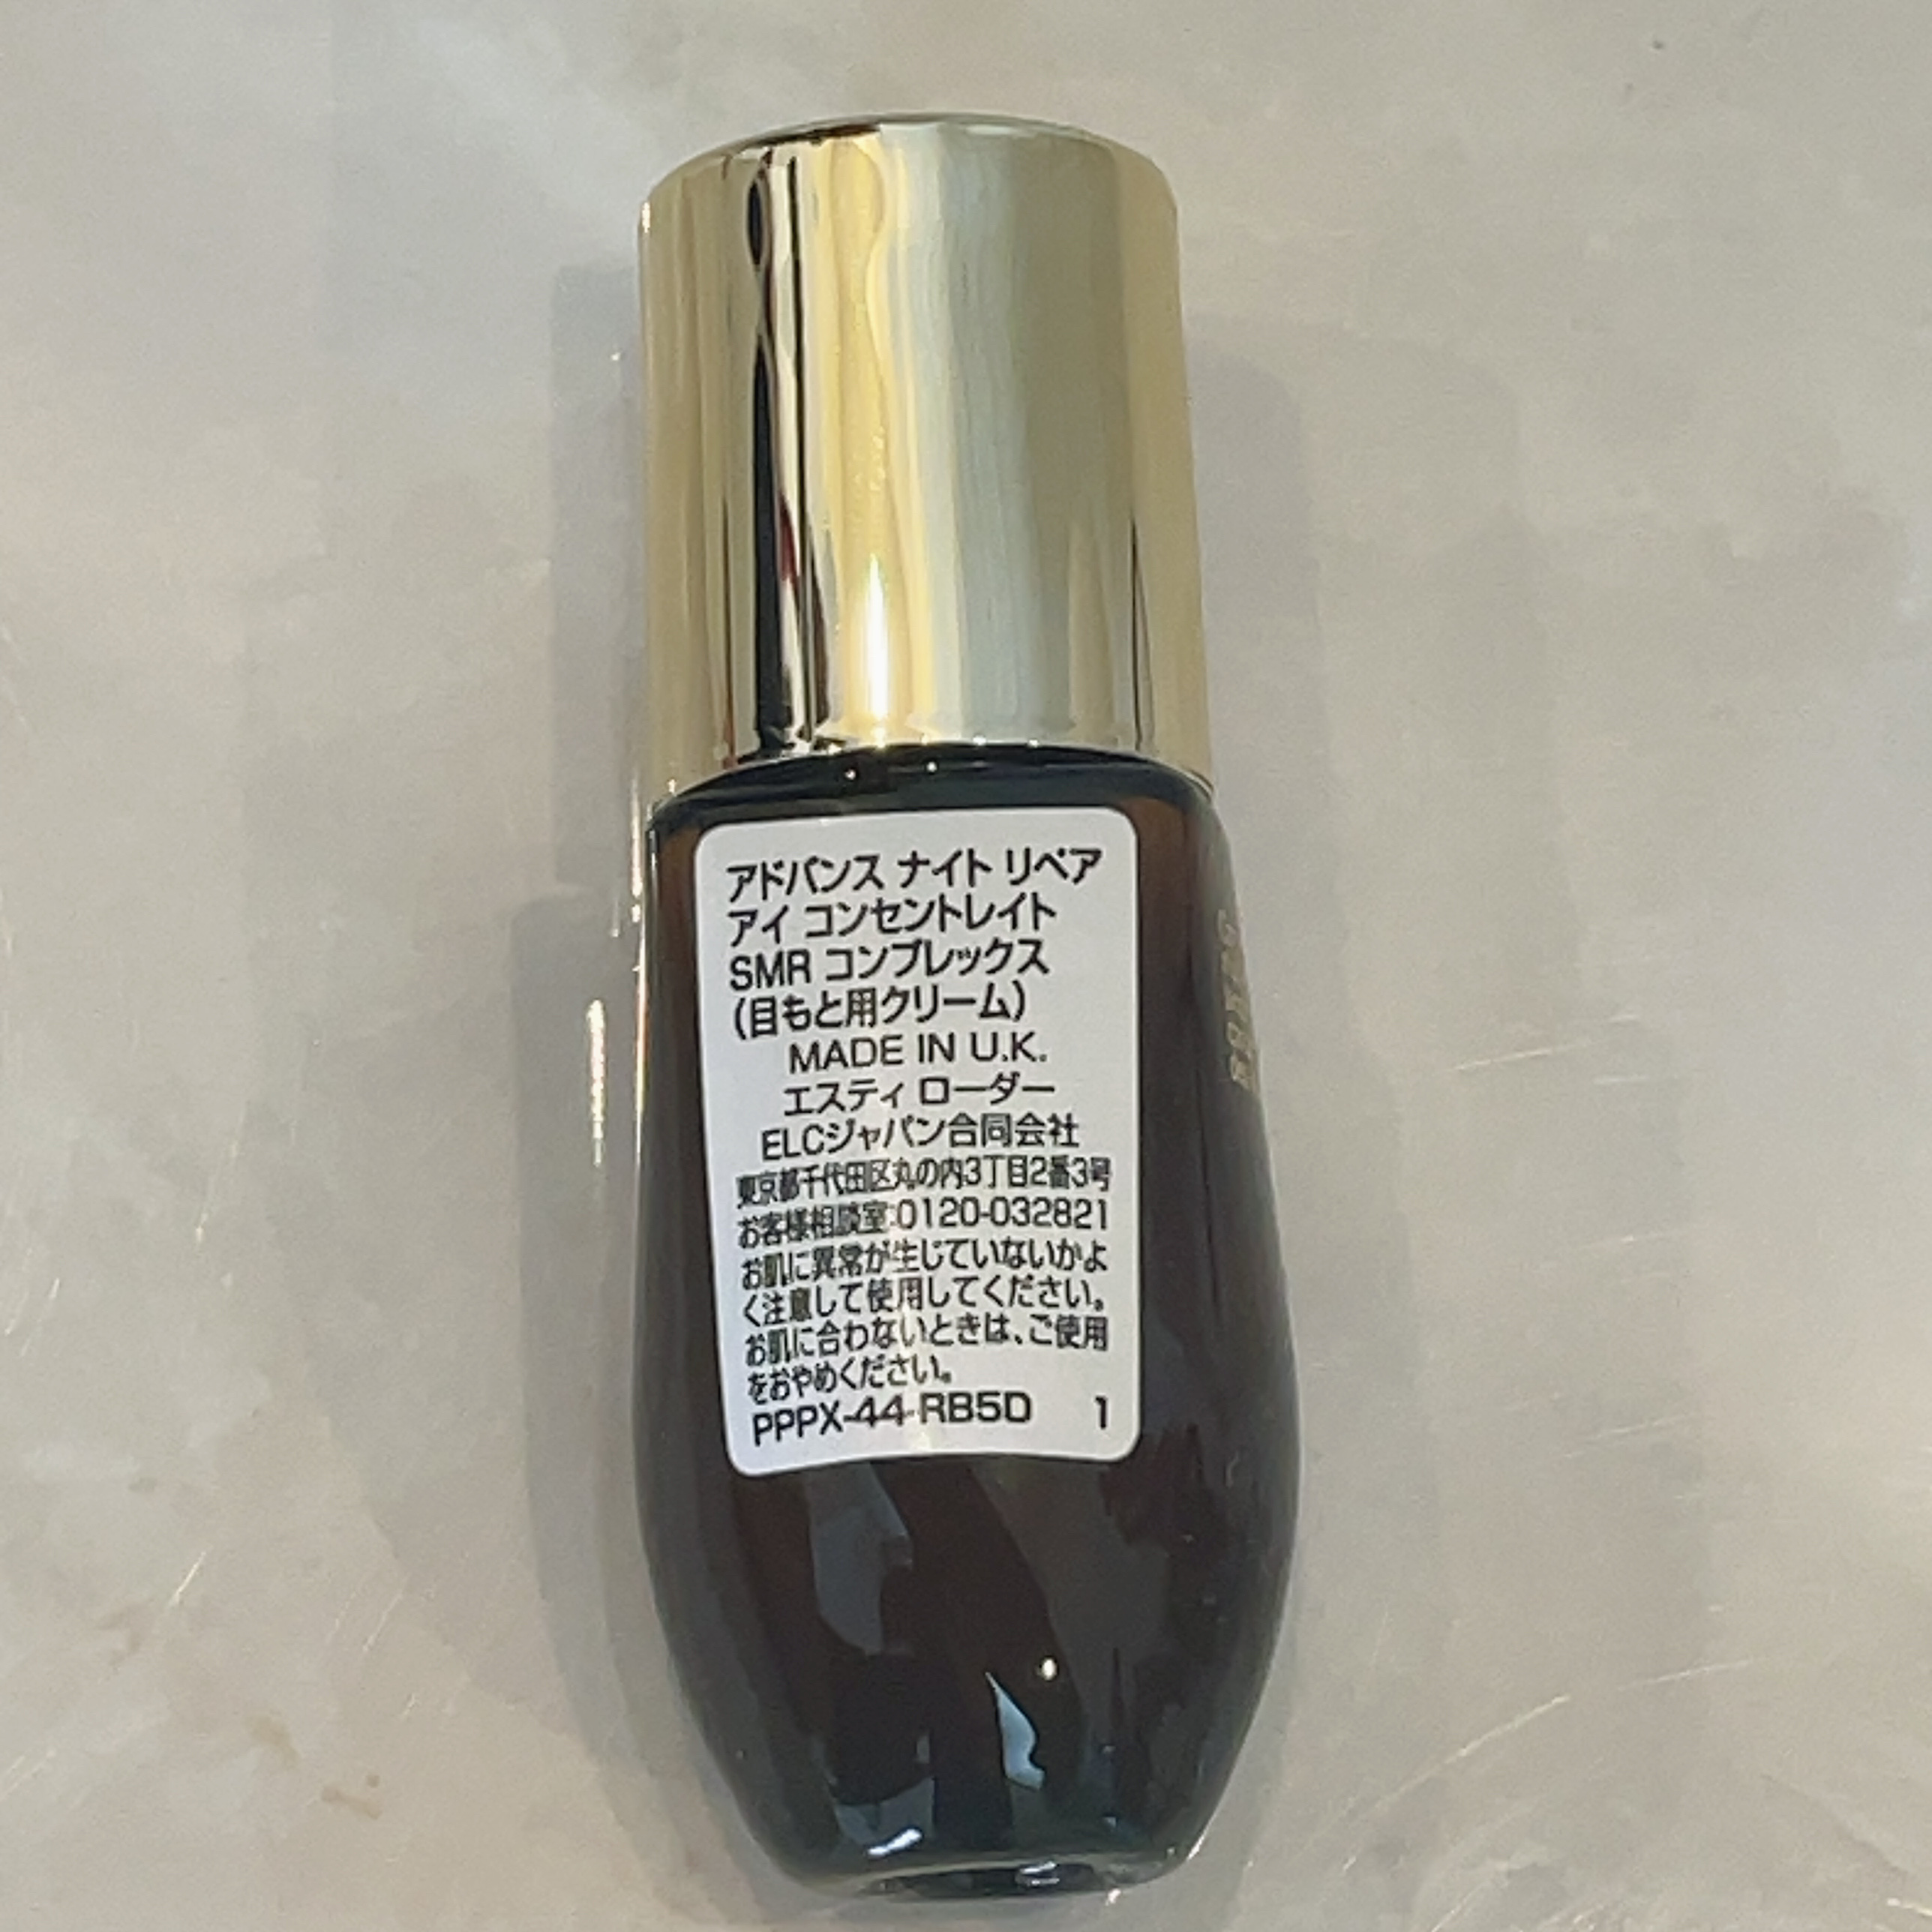 アドバンス ナイト リペア
アイ コンセントレイト
SMR コンプレックス
(目もと用クリーム)
MADE IN U.K.
エスティ ローダー
ELCジャパン合同会社
東京都千代田区丸の内3丁目2番3号
お客様相談室:0120-032821
お肌に異常が生じていないかよ
く注意して使用してください。
お肌に合わないときは、ご使用
をおやめください。
PPPX-44-RB5D 1